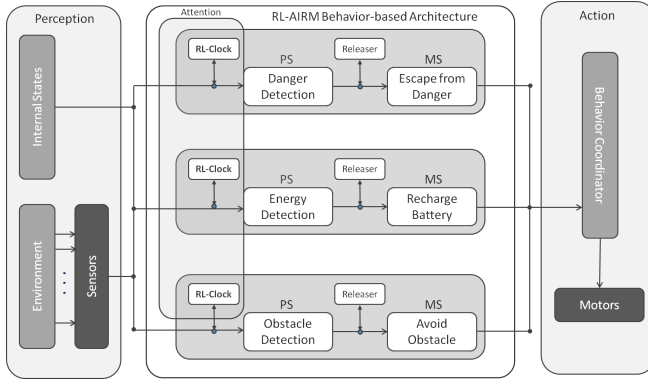 Perception
Internal States
Environment
Sensors
Attention
RL-AIRM Behavior-based Architecture
RL-Clock
PS
Danger
Detection
Releaser
MS
Escape from
Danger
RL-Clock
PS
Energy
Detection
Releaser
MS
Recharge
Battery
RL-Clock
PS
Obstacle
Detection
Releaser
MS
Avoid
Obstacle
Action
Behavior Coordinator
Motors